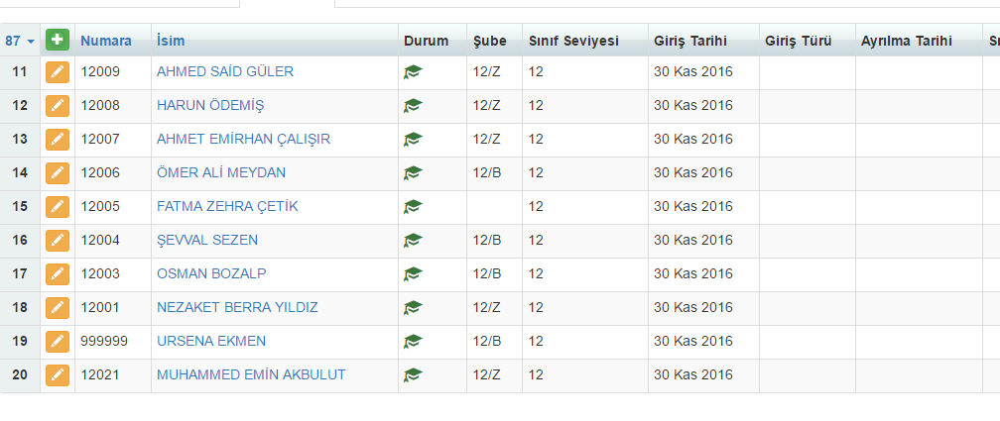 87 Numara İsim Durum Şube Sınıf Seviyesi Giriş Tarihi Giriş Türü Ayrılma Tarihi
11 12009 AHMED SAİD GÜLER 12/Z 12 30 Kas 2016
12 12008 HARUN ÖDEMİŞ 12/Z 12 30 Kas 2016
13 12007 AHMET EMİRHAN ÇALIŞIR 12/Z 12 30 Kas 2016
14 12006 ÖMER ALİ MEYDAN 12/B 12 30 Kas 2016
15 12005 FATMA ZEHRA ÇETİK 12 30 Kas 2016
16 12004 ŞEVVAL SEZEN 12/B 12 30 Kas 2016
17 12003 OSMAN BOZALP 12/B 12 30 Kas 2016
18 12001 NEZAKET BERRA YILDIZ 12/Z 12 30 Kas 2016
19 999999 URSENA EKMEN 12/B 12 30 Kas 2016
20 12021 MUHAMMED EMİN AKBULUT 12/Z 12 30 Kas 2016